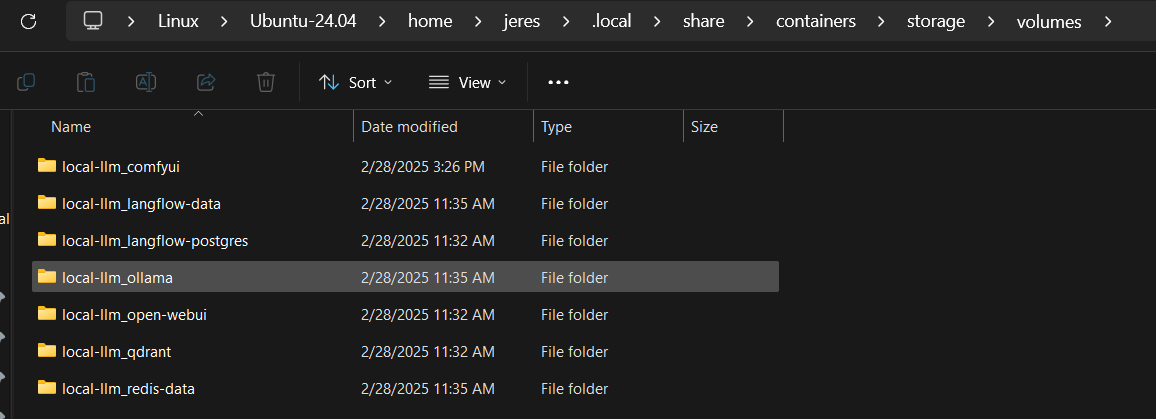 Linux > Ubuntu-24.04 > home > jeres > .local > share > containers > storage > volumes >
Sort View
Name Date modified Type Size
local-llm_comfyui 2/28/2025 3:26 PM File folder
local-llm_langflow-data 2/28/2025 11:35 AM File folder
al
local-llm_langflow-postgres 2/28/2025 11:32 AM File folder
local-llm_ollama 2/28/2025 11:35 AM File folder
local-llm_open-webui 2/28/2025 11:32 AM File folder
local-llm_qdrant 2/28/2025 11:32 AM File folder
local-llm_redis-data 2/28/2025 11:35 AM File folder